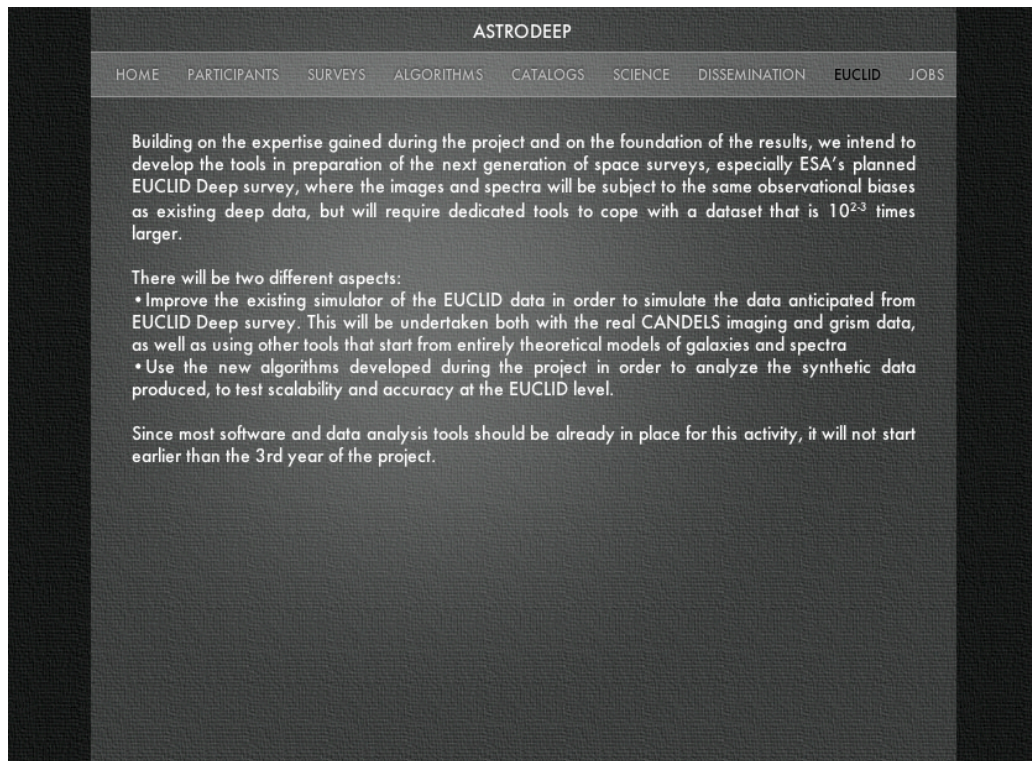 ASTRODEEP
HOME PARTICIPANTS SURVEYS ALGORITHMS CATALOGS SCIENCE DISSEMINATION EUCLID JOBS
Building on the expertise gained during the project and on the foundation of the results, we intend to
develop the tools in preparation of the next generation of space surveys, especially ESA's planned
EUCLID Deep survey, where the images and spectra will be subject to the same observational biases
as existing deep data, but will require dedicated tools to cope with a dataset that is 10²⁻³ times
larger.
There will be two different aspects:
•Improve the existing simulator of the EUCLID data in order to simulate the data anticipated from
EUCLID Deep survey. This will be undertaken both with the real CANDELS imaging and grism data,
as well as using other tools that start from entirely theoretical models of galaxies and spectra
•Use the new algorithms developed during the project in order to analyze the synthetic data
produced, to test scalability and accuracy at the EUCLID level.
Since most software and data analysis tools should be already in place for this activity, it will not start
earlier than the 3rd year of the project.